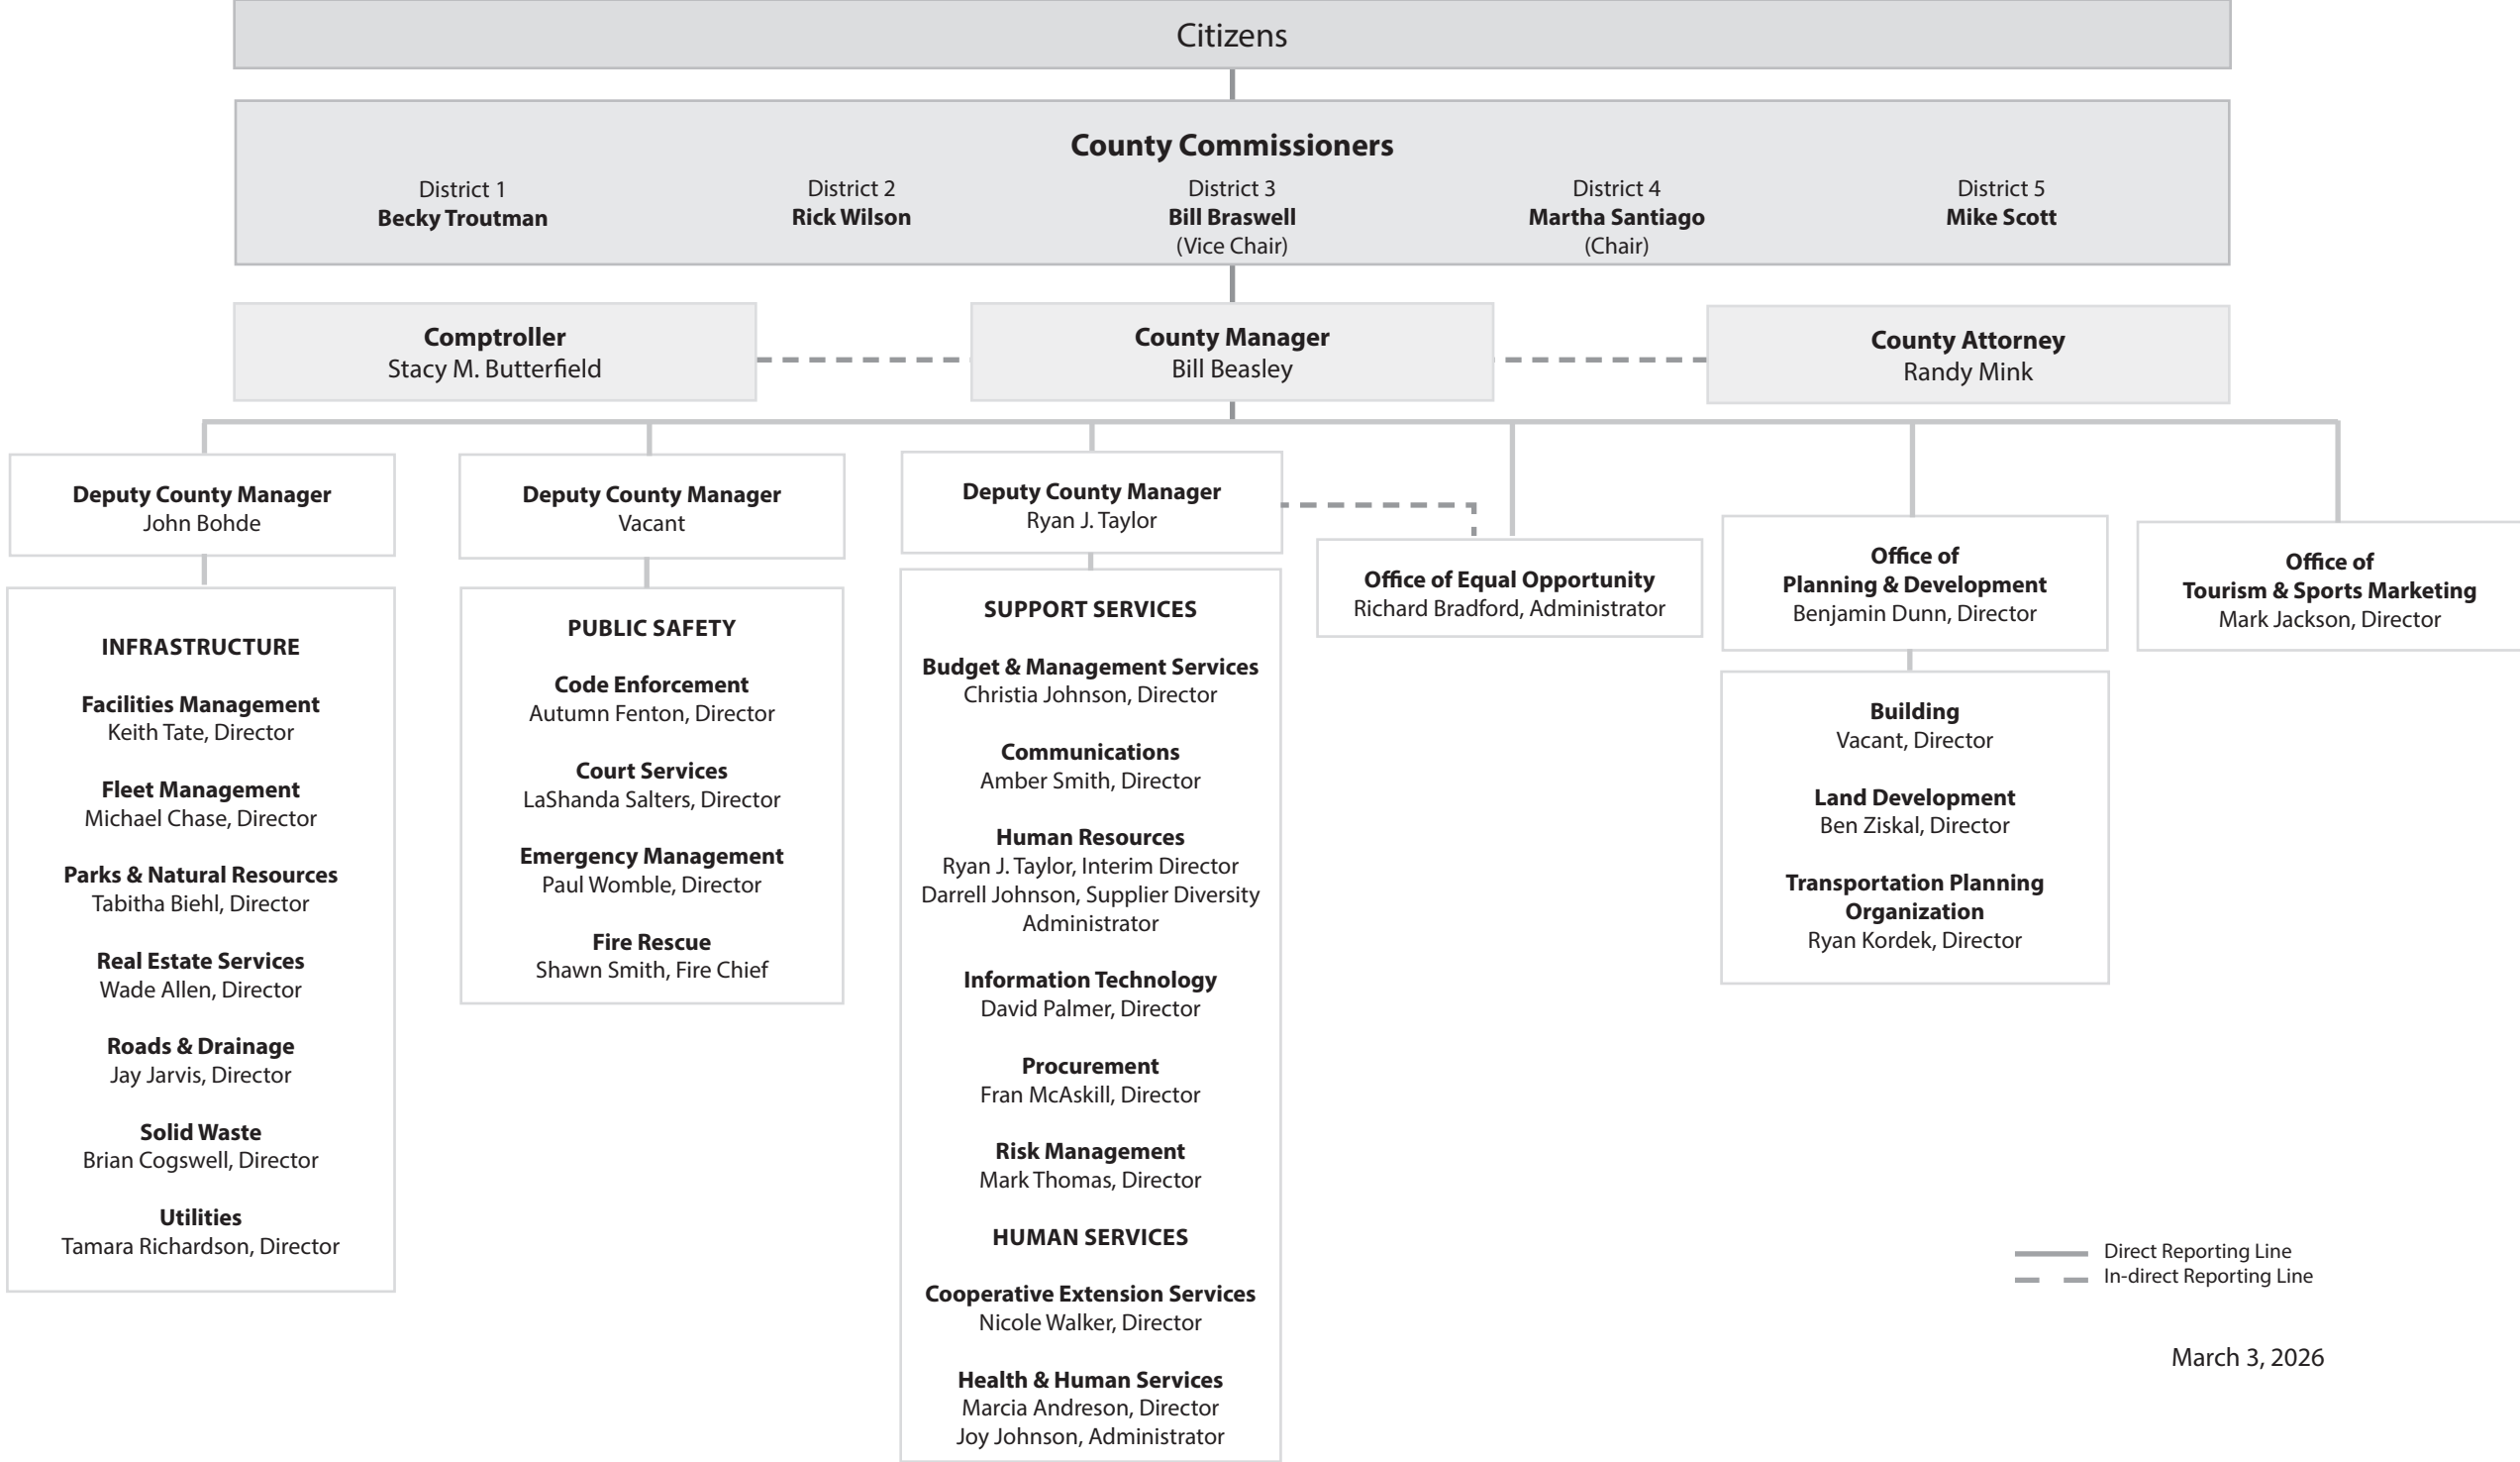 Citizens
County Commissioners
District 1
Becky Troutman
District 2
Rick Wilson
District 3
Bill Braswell
(Vice Chair)
District 4
Martha Santiago
(Chair)
District 5
Mike Scott
Comptroller
Stacy M. Butterfield
County Manager
Bill Beasley
County Attorney
Randy Mink
Deputy County Manager
John Bohde
INFRASTRUCTURE
Facilities Management
Keith Tate, Director
Fleet Management
Michael Chase, Director
Parks & Natural Resources
Tabitha Biehl, Director
Real Estate Services
Wade Allen, Director
Roads & Drainage
Jay Jarvis, Director
Solid Waste
Brian Cogswell, Director
Utilities
Tamara Richardson, Director
Deputy County Manager
Vacant
PUBLIC SAFETY
Code Enforcement
Autumn Fenton, Director
Court Services
LaShanda Salters, Director
Emergency Management
Paul Womble, Director
Fire Rescue
Shawn Smith, Fire Chief
Deputy County Manager
Ryan J. Taylor
SUPPORT SERVICES
Budget & Management Services
Christia Johnson, Director
Communications
Amber Smith, Director
Human Resources
Ryan J. Taylor, Interim Director
Darrell Johnson, Supplier Diversity
Administrator
Information Technology
David Palmer, Director
Procurement
Fran McAskill, Director
Risk Management
Mark Thomas, Director
HUMAN SERVICES
Cooperative Extension Services
Nicole Walker, Director
Health & Human Services
Marcia Andreson, Director
Joy Johnson, Administrator
Office of Equal Opportunity
Richard Bradford, Administrator
Office of
Planning & Development
Benjamin Dunn, Director
Building
Vacant, Director
Land Development
Ben Ziskal, Director
Transportation Planning
Organization
Ryan Kordek, Director
Office of
Tourism & Sports Marketing
Mark Jackson, Director
Direct Reporting Line
In-direct Reporting Line
March 3, 2026